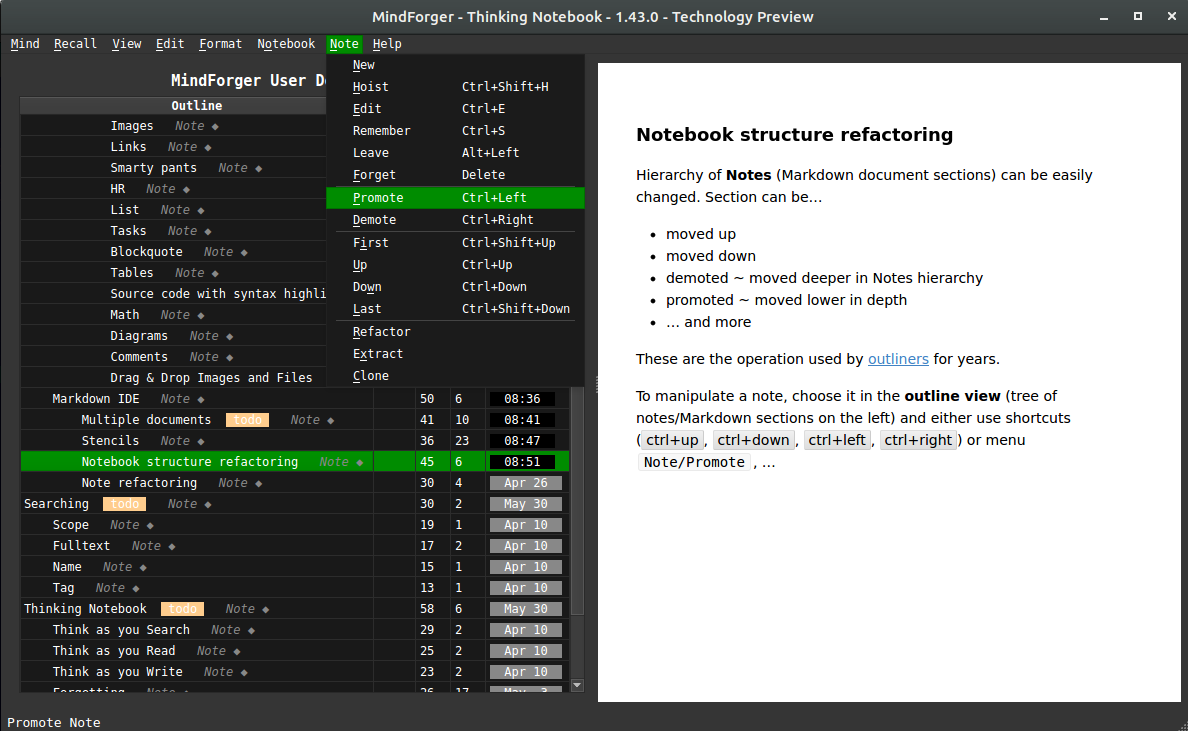 MindForger - Thinking Notebook - 1.43.0 - Technology Preview
Mind Recall View Edit Format Notebook Note Help
MindForger User D
Outline
Images Note ◆
Links Note ◆
Smarty pants Note ◆
HR Note ◆
List Note ◆
Tasks Note ◆
Blockquote Note ◆
Tables Note ◆
Source code with syntax highli
Math Note ◆
Diagrams Note ◆
Comments Note ◆
Drag & Drop Images and Files
Markdown IDE Note ◆ 50 6 08:36
Multiple documents todo Note ◆ 41 10 08:41
Stencils Note ◆ 36 23 08:47
Notebook structure refactoring Note ◆ 45 6 08:51
Note refactoring Note ◆ 30 4 Apr 26
Searching todo Note ◆ 30 2 May 30
Scope Note ◆ 19 1 Apr 10
Fulltext Note ◆ 17 2 Apr 10
Name Note ◆ 15 1 Apr 10
Tag Note ◆ 13 1 Apr 10
Thinking Notebook todo Note ◆ 58 6 May 30
Think as you Search Note ◆ 29 2 Apr 10
Think as you Read Note ◆ 25 2 Apr 10
Think as you Write Note ◆ 23 2 Apr 10
Forgetting Note ◆ 26 17 May 3
New
Hoist Ctrl+Shift+H
Edit Ctrl+E
Remember Ctrl+S
Leave Alt+Left
Forget Delete
Promote Ctrl+Left
Demote Ctrl+Right
First Ctrl+Shift+Up
Up Ctrl+Up
Down Ctrl+Down
Last Ctrl+Shift+Down
Refactor
Extract
Clone
Notebook structure refactoring
Hierarchy of Notes (Markdown document sections) can be easily
changed. Section can be…
• moved up
• moved down
• demoted ~ moved deeper in Notes hierarchy
• promoted ~ moved lower in depth
• … and more
These are the operation used by outliners for years.
To manipulate a note, choose it in the outline view (tree of
notes/Markdown sections on the left) and either use shortcuts
(ctrl+up, ctrl+down, ctrl+left, ctrl+right) or menu
Note/Promote , …
Promote Note